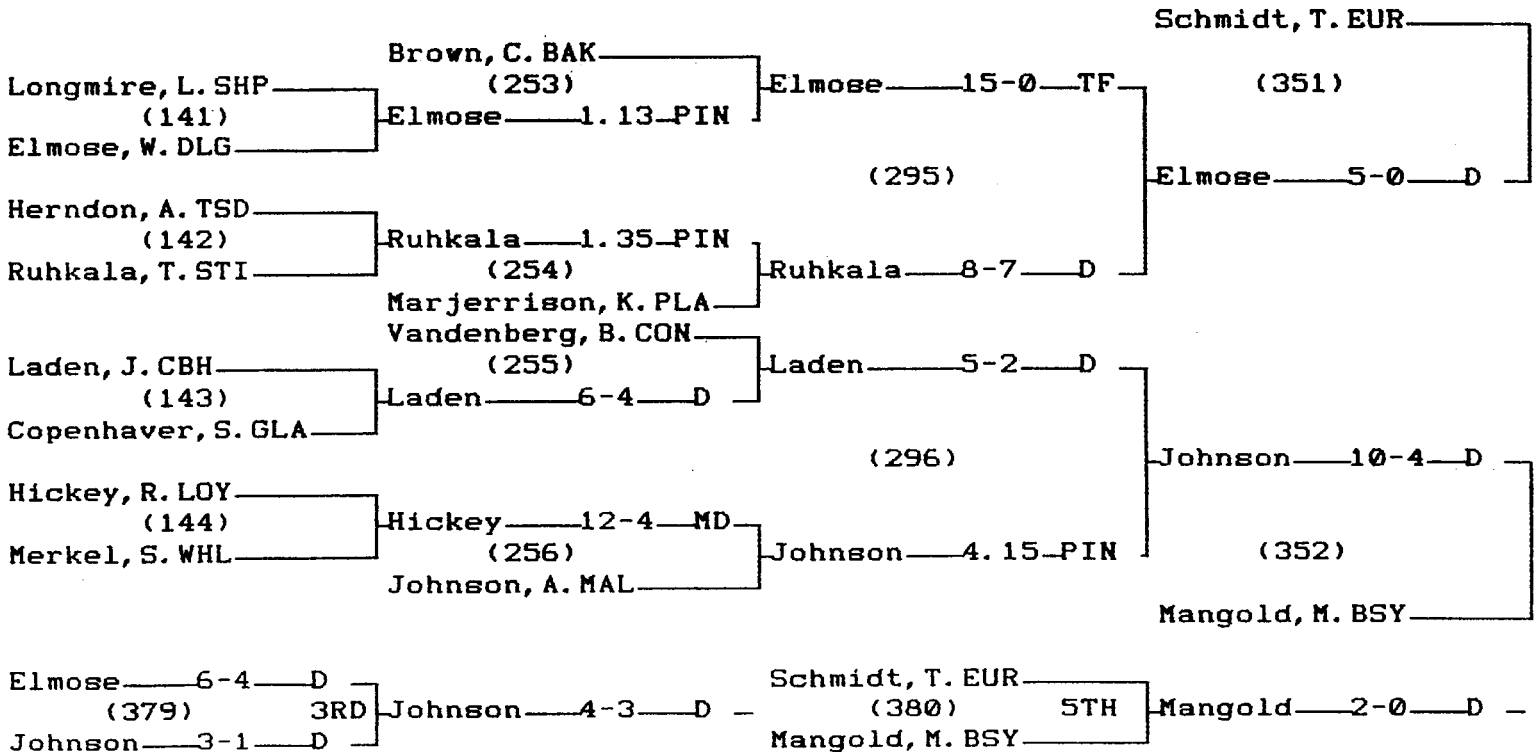 Schmidt, T. EUR
Brown, C. BAK
Longmire, L. SHP (253) Elmose 15-0 TF (351)
(141) Elmose 1.13 PIN
Elmose, W. DLG
(295) Elmose 5-0 D
Herndon, A. TSD
(142) Ruhkala 1.35 PIN
Ruhkala, T. STI (254) Ruhkala 8-7 D
Marjerrison, K. PLA
Vandenberg, B. CON
Laden, J. CBH (255) Laden 5-2 D
(143) Laden 6-4 D
Copenhaver, S. GLA
(296) Johnson 10-4 D
Hickey, R. LOY
(144) Hickey 12-4 MD
Merkel, S. WHL (256) Johnson 4.15 PIN (352)
Johnson, A. MAL
Mangold, M. BSY
Elmose 6-4 D Schmidt, T. EUR
(379) 3RD Johnson 4-3 D (380) 5TH Mangold 2-0 D
Johnson 3-1 D Mangold, M. BSY